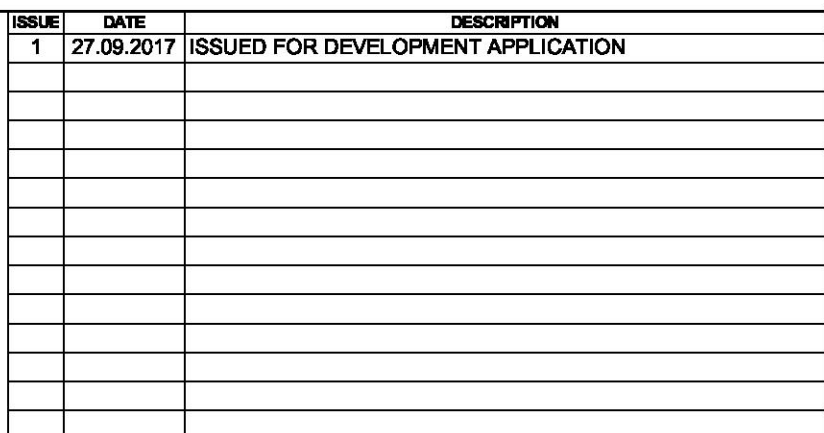 ISSUE DATE DESCRIPTION
1 27.09.2017 ISSUED FOR DEVELOPMENT APPLICATION